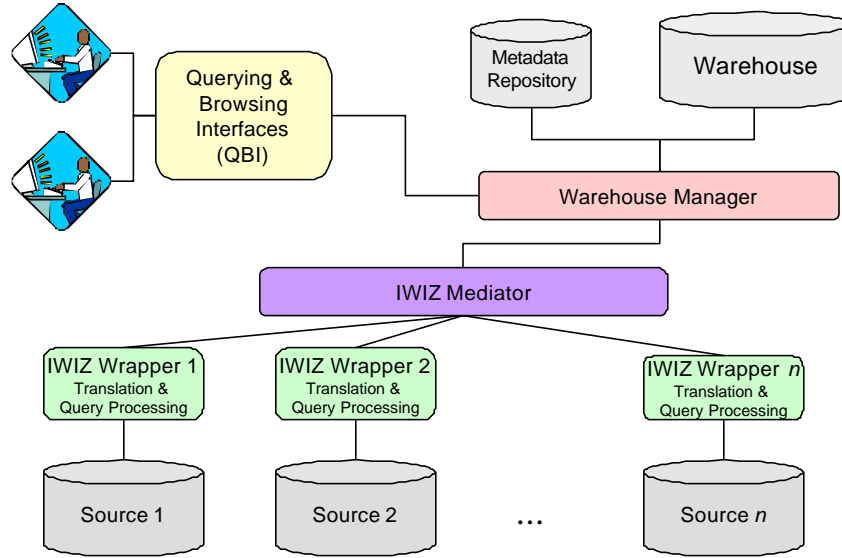 Querying &
Browsing
Interfaces
(QBI)
Metadata
Repository
Warehouse
Warehouse Manager
IWIZ Mediator
IWIZ Wrapper 1
Translation &
Query Processing
IWIZ Wrapper 2
Translation &
Query Processing
IWIZ Wrapper n
Translation &
Query Processing
Source 1
Source 2
...
Source n